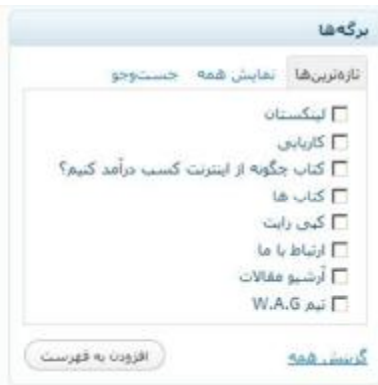 برگه‌ها
تازه‌ترین‌ها نمایش همه جست‌وجو
لینکستان
کاریابی
کتاب چگونه از اینترنت کسب درآمد کنیم؟
کتاب ها
کپی رایت
ارتباط با ما
آرشیو مقالات
تیم W.A.G
گزینش همه افزودن به فهرست